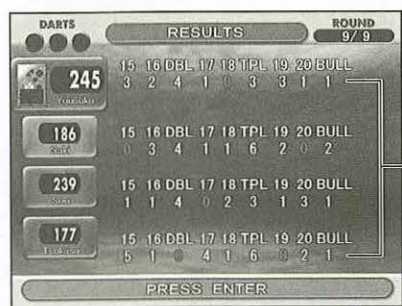 DARTS
RESULTS
ROUND
9/ 9
245
Yuusuke
15 16 DBL 17 18 TPL 19 20 BULL
3 2 4 1 0 3 3 1 1
186
Saki
15 16 DBL 17 18 TPL 19 20 BULL
0 3 4 1 1 6 2 0 2
239
15 16 DBL 17 18 TPL 19 20 BULL
1 1 4 0 2 3 1 3 1
177
Tsukasa
15 16 DBL 17 18 TPL 19 20 BULL
5 1 0 4 1 6 2 1
PRESS ENTER